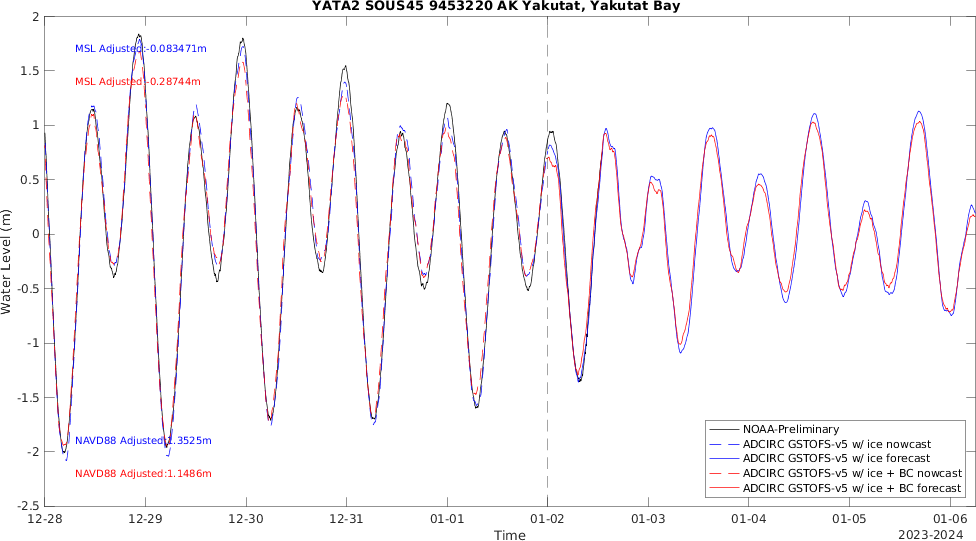 YATA2 SOUS45 9453220 AK Yakutat, Yakutat Bay
MSL Adjusted:-0.083471m
MSL Adjusted:-0.28744m
NAVD88 Adjusted:1.3525m
NAVD88 Adjusted:1.1486m
Water Level (m)
2
1.5
1
0.5
0
-0.5
-1
-1.5
-2
-2.5
NOAA-Preliminary
ADCIRC GSTOFS-v5 w/ ice nowcast
ADCIRC GSTOFS-v5 w/ ice forecast
ADCIRC GSTOFS-v5 w/ ice + BC nowcast
ADCIRC GSTOFS-v5 w/ ice + BC forecast
12-28 12-29 12-30 12-31 01-01 01-02 01-03 01-04 01-05 01-06
Time
2023-2024